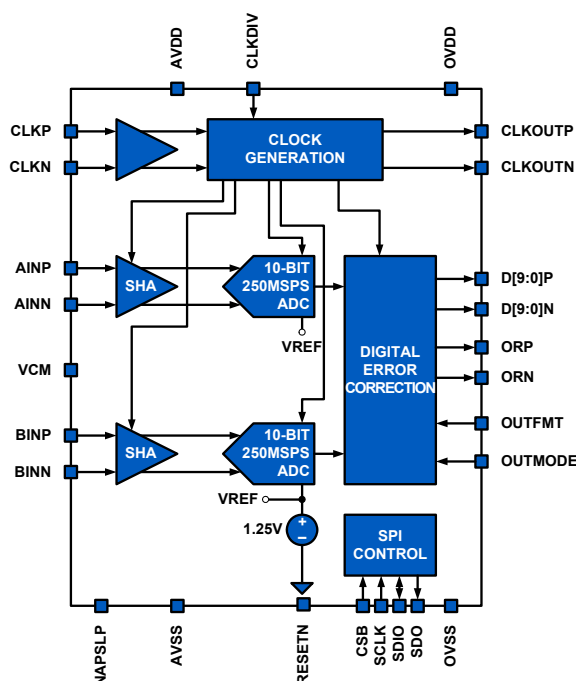 AVDD
CLKDIV
OVDD
CLKP
CLKN
CLOCK
GENERATION
CLKOUTP
CLKOUTN
AINP
AINN
SHA
10-BIT
250MSPS
ADC
VREF
D[9:0]P
D[9:0]N
ORP
ORN
OUTFMT
OUTMODE
DIGITAL
ERROR
CORRECTION
VCM
BINP
BINN
SHA
10-BIT
250MSPS
ADC
VREF
1.25V
+
–
SPI
CONTROL
NAPSLP
AVSS
RESETN
CSB
SCLK
SDIO
SDO
OVSS